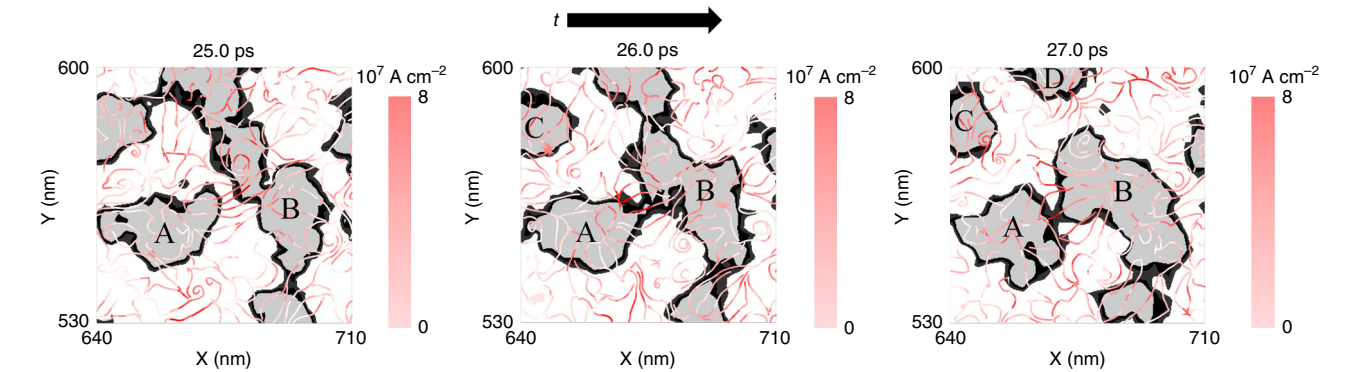 t
25.0 ps
600
10⁷ A cm⁻²
8
A
B
Y (nm)
530
0
640
710
X (nm)
26.0 ps
600
10⁷ A cm⁻²
8
C
B
A
Y (nm)
530
0
640
710
X (nm)
27.0 ps
600
10⁷ A cm⁻²
D
8
C
B
A
Y (nm)
530
0
640
710
X (nm)